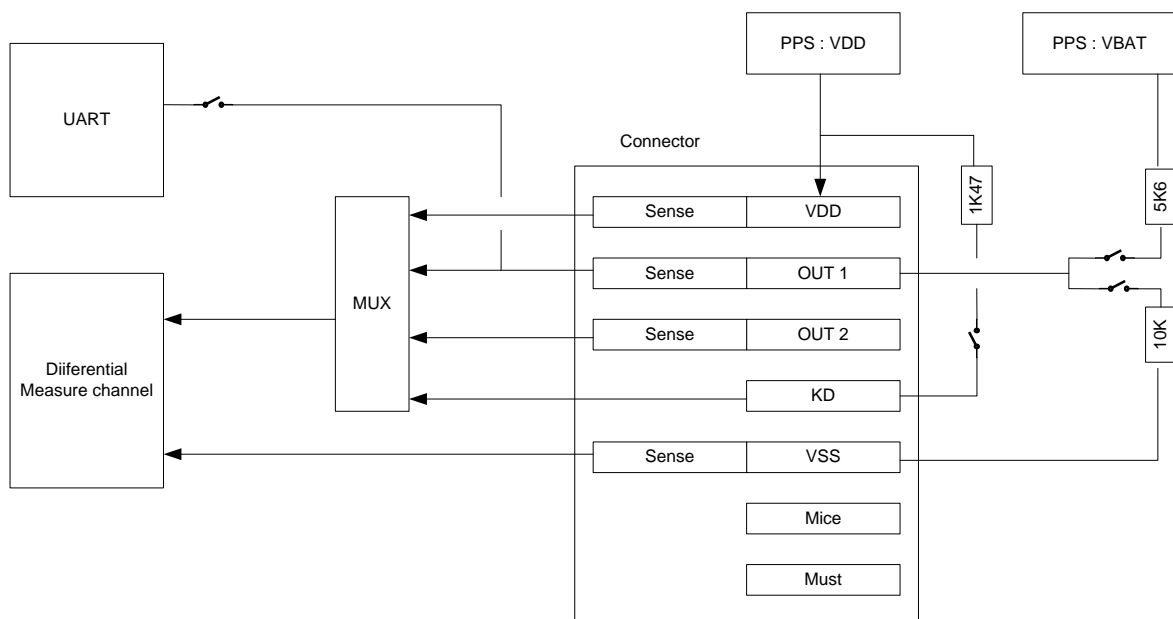 PPS : VDD
PPS : VBAT
UART
Connector
1K47
5K6
Sense
VDD
Sense
OUT 1
MUX
Sense
OUT 2
10K
Diiferential
Measure channel
KD
Sense
VSS
Mice
Must